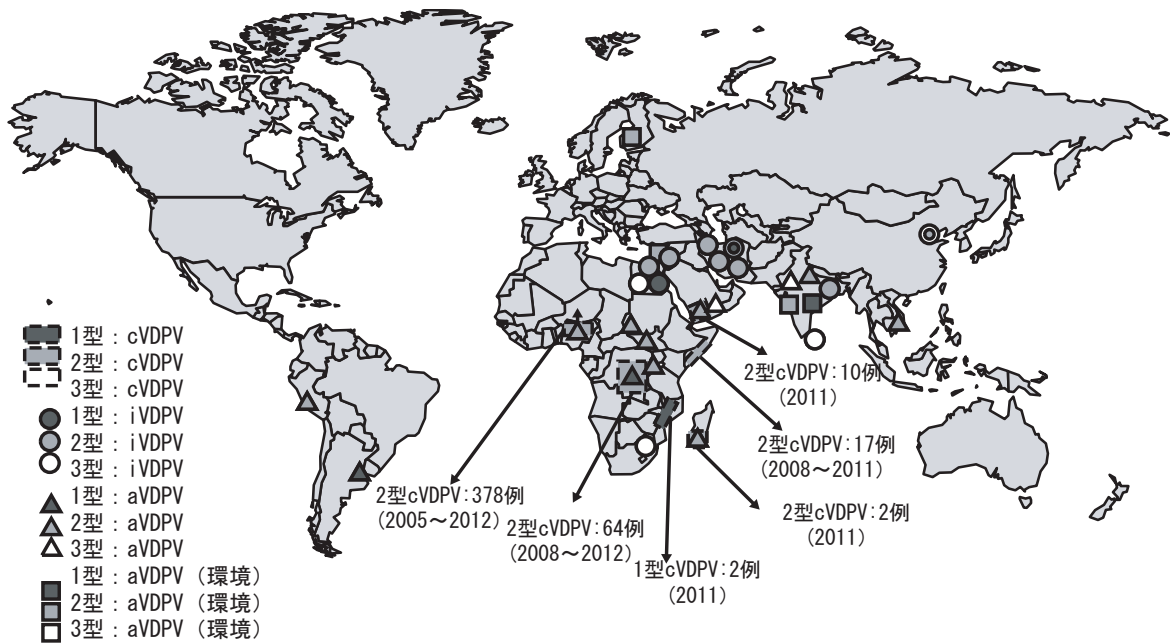 1型：cVDPV
2型：cVDPV
3型：cVDPV
1型：iVDPV
2型：iVDPV
3型：iVDPV
1型：aVDPV
2型：aVDPV
3型：aVDPV
1型：aVDPV（環境）
2型：aVDPV（環境）
3型：aVDPV（環境）
2型cVDPV：378例
（2005～2012）
2型cVDPV：64例
（2008～2012）
1型cVDPV：2例
（2011）
2型cVDPV：10例
（2011）
2型cVDPV：17例
（2008～2011）
2型cVDPV：2例
（2011）